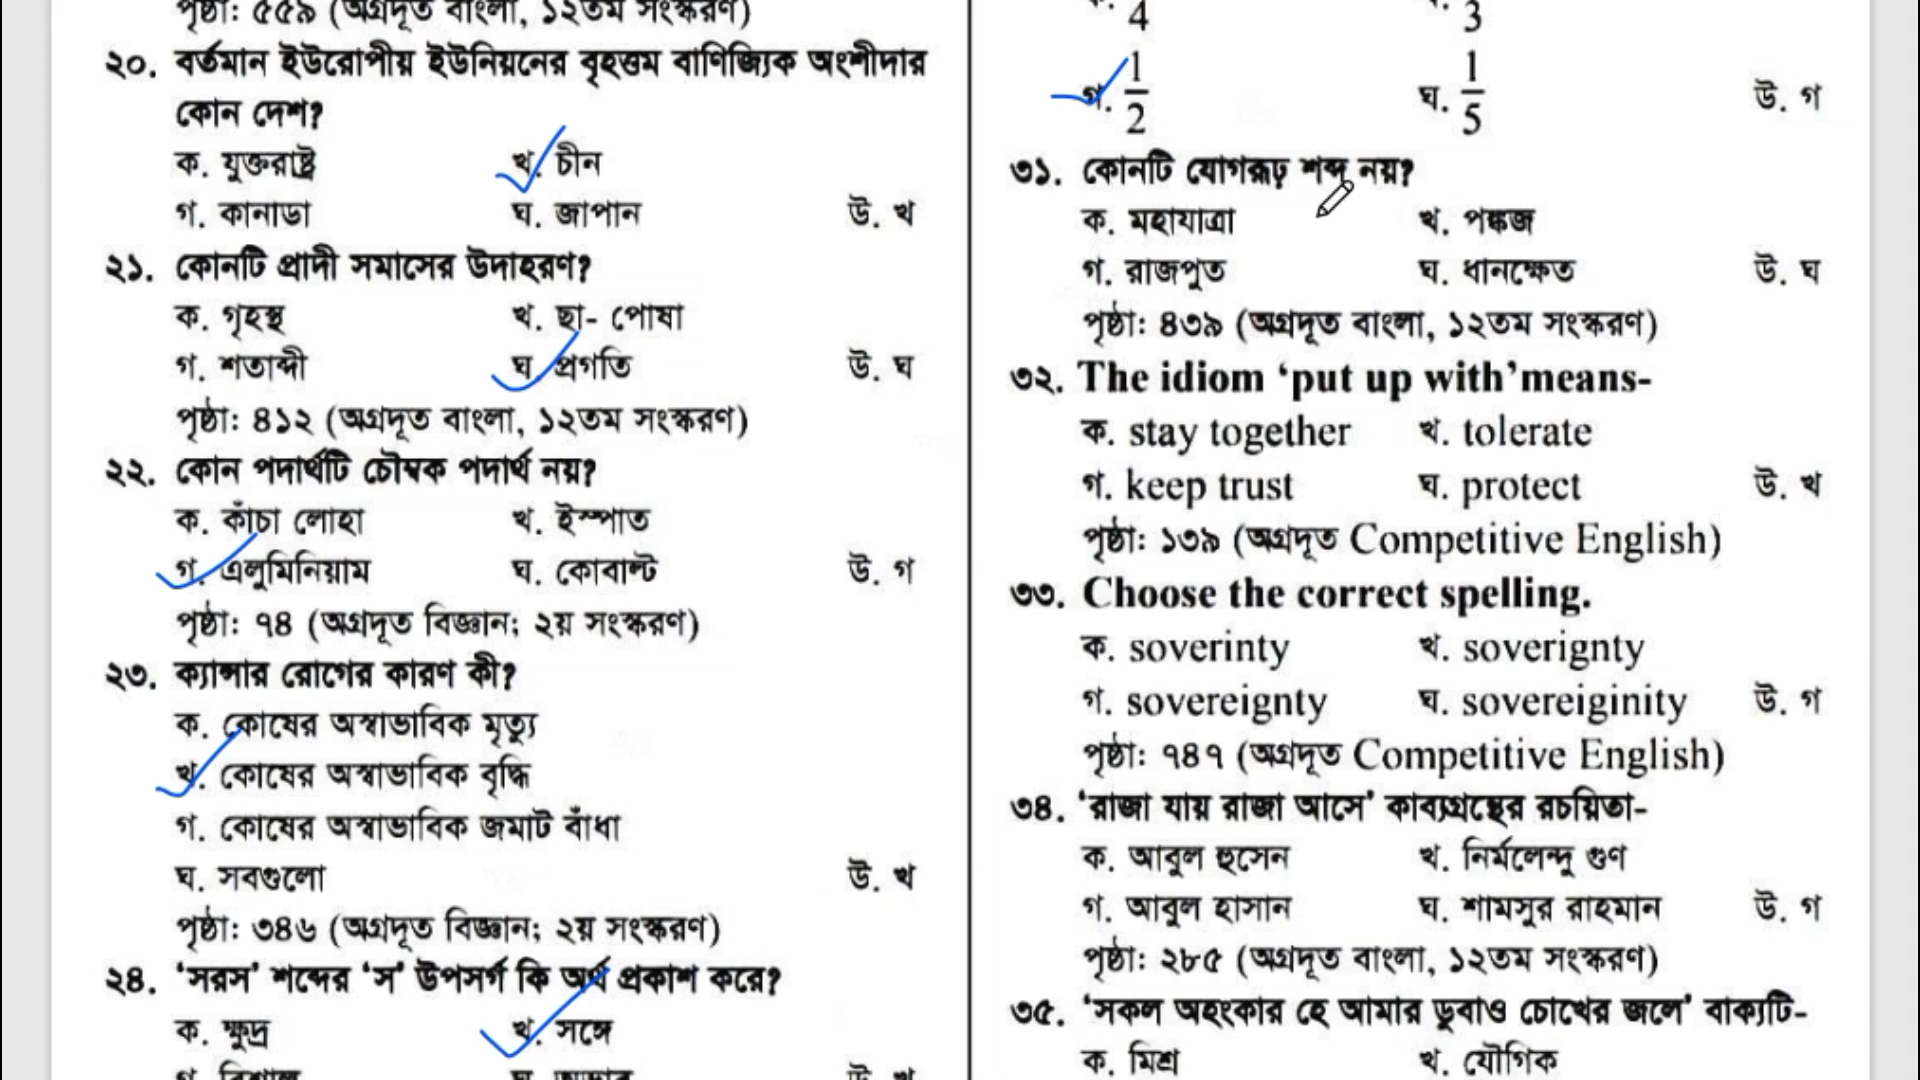 পৃষ্ঠা: ৫৫৯ (অগ্রদূত বাংলা, ১২তম সংস্করণ)
২০. বর্তমান ইউরোপীয় ইউনিয়নের বৃহত্তম বাণিজ্যিক অংশীদার
কোন দেশ?
ক. যুক্তরাষ্ট্র খ. চীন
গ. কানাডা ঘ. জাপান উ. খ
২১. কোনটি প্রাদী সমাসের উদাহরণ?
ক. গৃহস্থ খ. ছা- পোষা
গ. শতাব্দী ঘ প্রগতি উ. ঘ
পৃষ্ঠা: ৪১২ (অগ্রদূত বাংলা, ১২তম সংস্করণ)
২২. কোন পদার্থটি চৌম্বক পদার্থ নয়?
ক. কাঁচা লোহা খ. ইস্পাত
গ. এলুমিনিয়াম ঘ. কোবাল্ট উ. গ
পৃষ্ঠা: ৭৪ (অগ্রদূত বিজ্ঞান; ২য় সংস্করণ)
২৩. ক্যান্সার রোগের কারণ কী?
ক. কোষের অস্বাভাবিক মৃত্যু
খ. কোষের অস্বাভাবিক বৃদ্ধি
গ. কোষের অস্বাভাবিক জমাট বাঁধা
ঘ. সবগুলো উ. খ
পৃষ্ঠা: ৩৪৬ (অগ্রদূত বিজ্ঞান; ২য় সংস্করণ)
২৪. ‘সরস’ শব্দের ‘স’ উপসর্গ কি অর্থ প্রকাশ করে?
ক. ক্ষুদ্র খ. সঙ্গে
4 3
গ. 1/2 ঘ. 1/5 উ. গ
৩১. কোনটি যোগরূঢ় শব্দ নয়?
ক. মহাযাত্রা খ. পঙ্কজ
গ. রাজপুত ঘ. ধানক্ষেত উ. ঘ
পৃষ্ঠা: ৪৩৯ (অগ্রদূত বাংলা, ১২তম সংস্করণ)
৩২. The idiom ‘put up with’means-
ক. stay together খ. tolerate
গ. keep trust ঘ. protect উ. খ
পৃষ্ঠা: ১৩৯ (অগ্রদূত Competitive English)
৩৩. Choose the correct spelling.
ক. soverinty খ. soverignty
গ. sovereignty ঘ. sovereiginity উ. গ
পৃষ্ঠা: ৭৪৭ (অগ্রদূত Competitive English)
৩৪. ‘রাজা যায় রাজা আসে’ কাব্যগ্রন্থের রচয়িতা-
ক. আবুল হুসেন খ. নির্মলেন্দু গুণ
গ. আবুল হাসান ঘ. শামসুর রাহমান উ. গ
পৃষ্ঠা: ২৮৫ (অগ্রদূত বাংলা, ১২তম সংস্করণ)
৩৫. ‘সকল অহংকার হে আমার ডুবাও চোখের জলে’ বাক্যটি-
ক. মিশ্র খ. যৌগিক